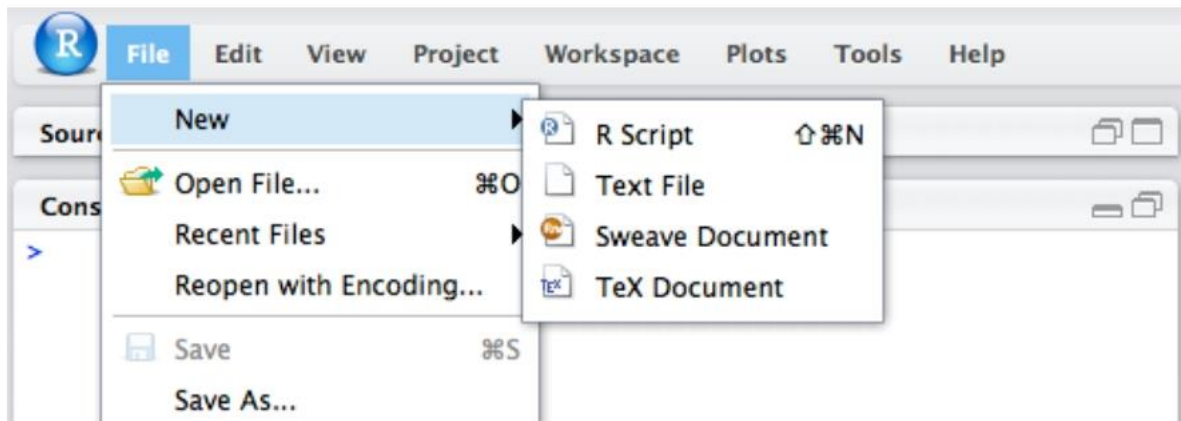 R File Edit View Project Workspace Plots Tools Help
New
R Script ⇧⌘N
Text File
Sweave Document
TeX Document
Open File... ⌘O
Recent Files
Reopen with Encoding...
Save ⌘S
Save As...
Sour
Cons
>